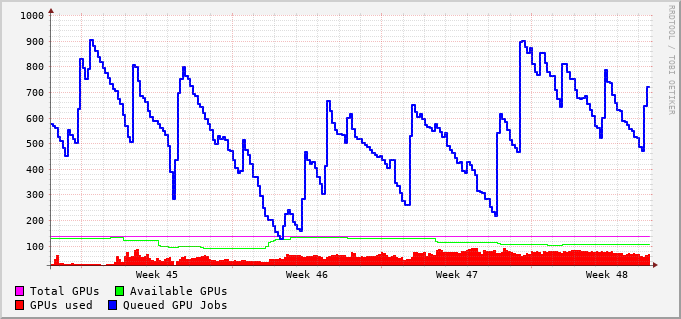 1000
900
800
700
600
500
400
300
200
100
Week 45 Week 46 Week 47 Week 48
Total GPUs Available GPUs
GPUs used Queued GPU Jobs
RRDTOOL / TOBI OETIKER